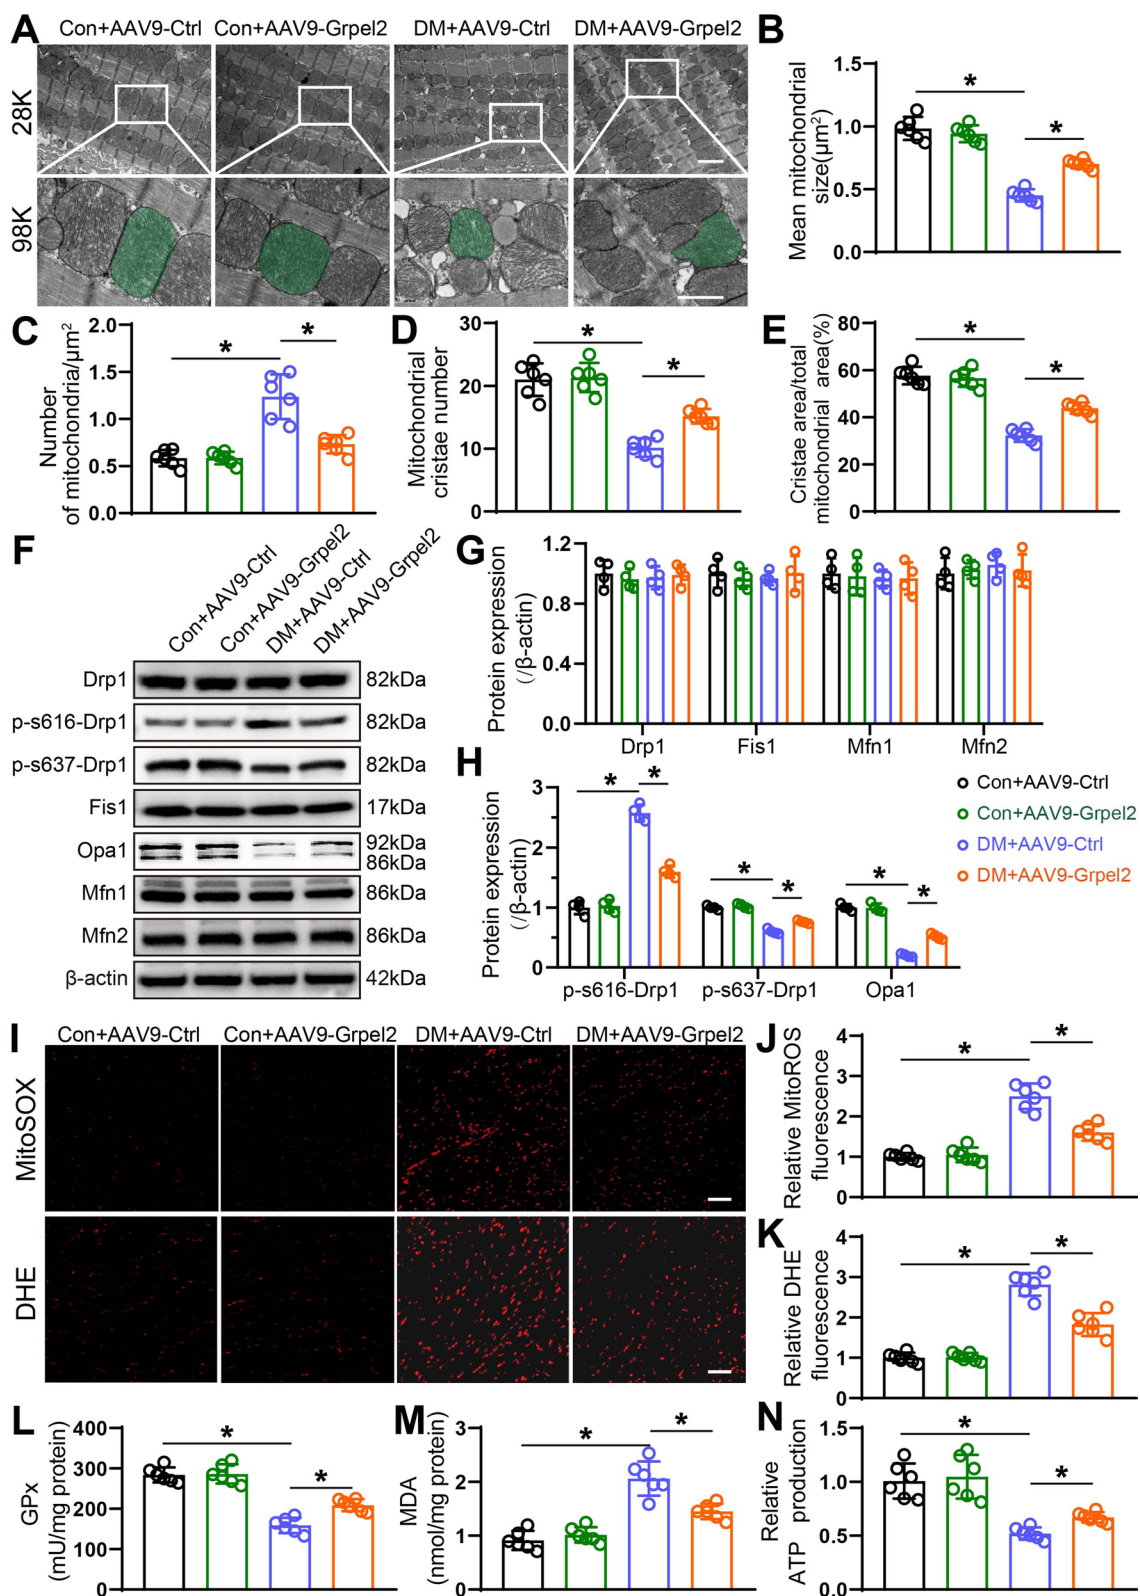 A
Con+AAV9-Ctrl Con+AAV9-Grpel2 DM+AAV9-Ctrl DM+AAV9-Grpel2
28K
98K
B
Mean mitochondrial
size(μm²)
1.5
1.0
0.5
0.0
*
*
C
Number
of mitochondria/μm²
2.0
1.5
1.0
0.5
0.0
*
*
D
Mitochondrial
cristae number
30
20
10
0
*
*
E
Cristae area/total
mitochondrial area(%)
80
60
40
20
0
*
*
F
Con+AAV9-Ctrl
Con+AAV9-Grpel2
DM+AAV9-Ctrl
DM+AAV9-Grpel2
Drp1 82kDa
p-s616-Drp1 82kDa
p-s637-Drp1 82kDa
Fis1 17kDa
Opa1 92kDa
86kDa
Mfn1 86kDa
Mfn2 86kDa
β-actin 42kDa
G
Protein expression
(/β-actin)
1.2
0.8
0.4
0.0
Drp1 Fis1 Mfn1 Mfn2
H
Protein expression
(/β-actin)
3
2
1
0
* *
* *
* *
p-s616-Drp1 p-s637-Drp1 Opa1
Con+AAV9-Ctrl
Con+AAV9-Grpel2
DM+AAV9-Ctrl
DM+AAV9-Grpel2
I
Con+AAV9-Ctrl Con+AAV9-Grpel2 DM+AAV9-Ctrl DM+AAV9-Grpel2
MitoSOX
DHE
J
Relative MitoROS
fluorescence
4
3
2
1
0
*
*
K
Relative DHE
fluorescence
4
3
2
1
0
*
*
L
GPx
(mU/mg protein)
400
300
200
100
0
*
*
M
MDA
(nmol/mg protein)
3
2
1
0
*
*
N
Relative
ATP production
1.5
1.0
0.5
0.0
*
*